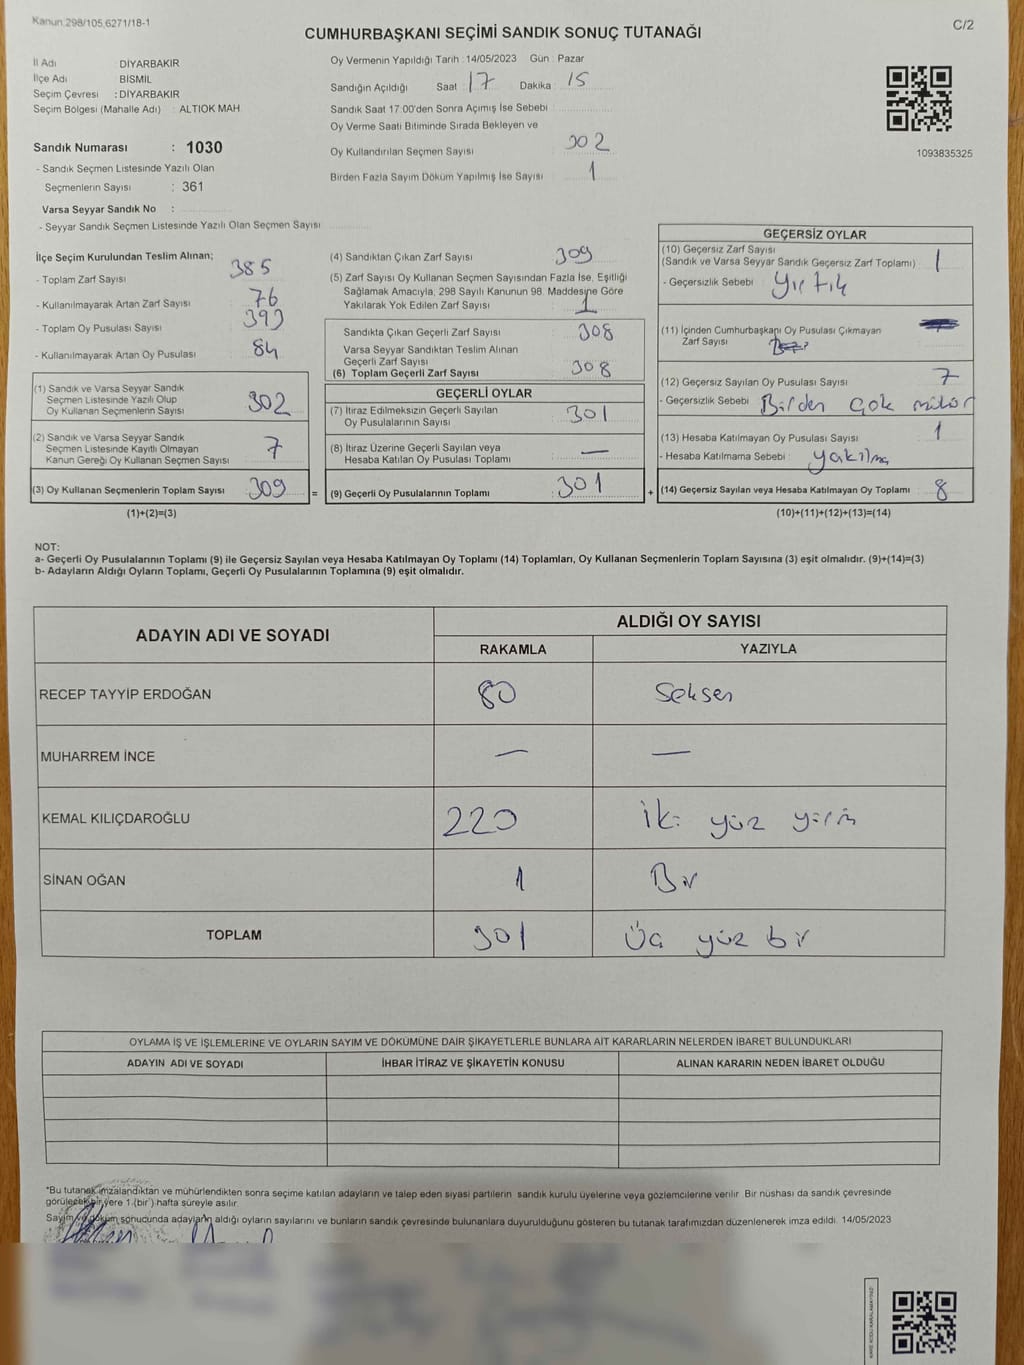 Kanun 298/105,6271/18-1
C/2
CUMHURBAŞKANI SEÇİMİ SANDIK SONUÇ TUTANAĞI
İl Adı DİYARBAKIR
İlçe Adı BİSMİL
Seçim Çevresi : DİYARBAKIR
Seçim Bölgesi (Mahalle Adı) : ALTIOK MAH
Sandık Numarası : 1030
- Sandık Seçmen Listesinde Yazılı Olan
Seçmenlerin Sayısı : 361
Varsa Seyyar Sandık No :
- Seyyar Sandık Seçmen Listesinde Yazılı Olan Seçmen Sayısı
Oy Vermenin Yapıldığı Tarih : 14/05/2023 Gün : Pazar
Sandığın Açıldığı Saat 17 Dakika 15
Sandık Saat 17:00'den Sonra Açımış İse Sebebi
Oy Verme Saati Bitiminde Sırada Bekleyen ve
Oy Kullandırılan Seçmen Sayısı 302
Birden Fazla Sayım Döküm Yapılmış İse Sayısı 1
1093835325
İlçe Seçim Kurulundan Teslim Alınan;
- Toplam Zarf Sayısı 385
- Kullanılmayarak Artan Zarf Sayısı 76
- Toplam Oy Pusulası Sayısı 393
- Kullanılmayarak Artan Oy Pusulası 84
(1) Sandık ve Varsa Seyyar Sandık
Seçmen Listesinde Yazılı Olup
Oy Kullanan Seçmenlerin Sayısı 302
(2) Sandık ve Varsa Seyyar Sandık
Seçmen Listesinde Kayıtlı Olmayan
Kanun Gereği Oy Kullanan Seçmen Sayısı 7
(3) Oy Kullanan Seçmenlerin Toplam Sayısı 309 =
(1)+(2)=(3)
(4) Sandıktan Çıkan Zarf Sayısı 309
(5) Zarf Sayısı Oy Kullanan Seçmen Sayısından Fazla İse, Eşitliği
Sağlamak Amacıyla, 298 Sayılı Kanunun 98. Maddesine Göre
Yakılarak Yok Edilen Zarf Sayısı 1
Sandıkta Çıkan Geçerli Zarf Sayısı 308
Varsa Seyyar Sandıktan Teslim Alınan
Geçerli Zarf Sayısı
(6) Toplam Geçerli Zarf Sayısı 308
GEÇERLİ OYLAR
(7) İtiraz Edilmeksizin Geçerli Sayılan
Oy Pusulalarının Sayısı 301
(8) İtiraz Üzerine Geçerli Sayılan veya
Hesaba Katılan Oy Pusulası Toplamı —
(9) Geçerli Oy Pusulalarının Toplamı 301 +
GEÇERSİZ OYLAR
(10) Geçersiz Zarf Sayısı
(Sandık ve Varsa Seyyar Sandık Geçersiz Zarf Toplamı) 1
- Geçersizlik Sebebi Yırtık
(11) İçinden Cumhurbaşkanı Oy Pusulası Çıkmayan
Zarf Sayısı
(12) Geçersiz Sayılan Oy Pusulası Sayısı 7
- Geçersizlik Sebebi Birden çok mühür
(13) Hesaba Katılmayan Oy Pusulası Sayısı 1
- Hesaba Katılmama Sebebi : yakılma
(14) Geçersiz Sayılan veya Hesaba Katılmayan Oy Toplamı 8
(10)+(11)+(12)+(13)=(14)
NOT:
a- Geçerli Oy Pusulalarının Toplamı (9) ile Geçersiz Sayılan veya Hesaba Katılmayan Oy Toplamı (14) Toplamları, Oy Kullanan Seçmenlerin Toplam Sayısına (3) eşit olmalıdır. (9)+(14)=(3)
b- Adayların Aldığı Oyların Toplamı, Geçerli Oy Pusulalarının Toplamına (9) eşit olmalıdır.
ADAYIN ADI VE SOYADI
ALDIĞI OY SAYISI
RAKAMLA YAZIYLA
RECEP TAYYİP ERDOĞAN 80 Seksen
MUHARREM İNCE — —
KEMAL KILIÇDAROĞLU 220 İki yüz yirmi
SİNAN OĞAN 1 Bir
TOPLAM 301 Üç yüz bir
OYLAMA İŞ VE İŞLEMLERİNE VE OYLARIN SAYIM VE DÖKÜMÜNE DAİR ŞİKAYETLERLE BUNLARA AİT KARARLARIN NELERDEN İBARET BULUNDUKLARI
ADAYIN ADI VE SOYADI İHBAR İTİRAZ VE ŞİKAYETİN KONUSU ALINAN KARARIN NEDEN İBARET OLDUĞU
*Bu tutanak imzalandıktan ve mühürlendikten sonra seçime katılan adayların ve talep eden siyasi partilerin sandık kurulu üyelerine veya gözlemcilerine verilir. Bir nüshası da sandık çevresinde
görülecek bir yere 1 (bir) hafta süreyle asılır.
Sayım ve döküm sonucunda adayların aldığı oyların sayılarını ve bunların sandık çevresinde bulunanlara duyurulduğunu gösteren bu tutanak tarafımızdan düzenlenerek imza edildi. 14/05/2023